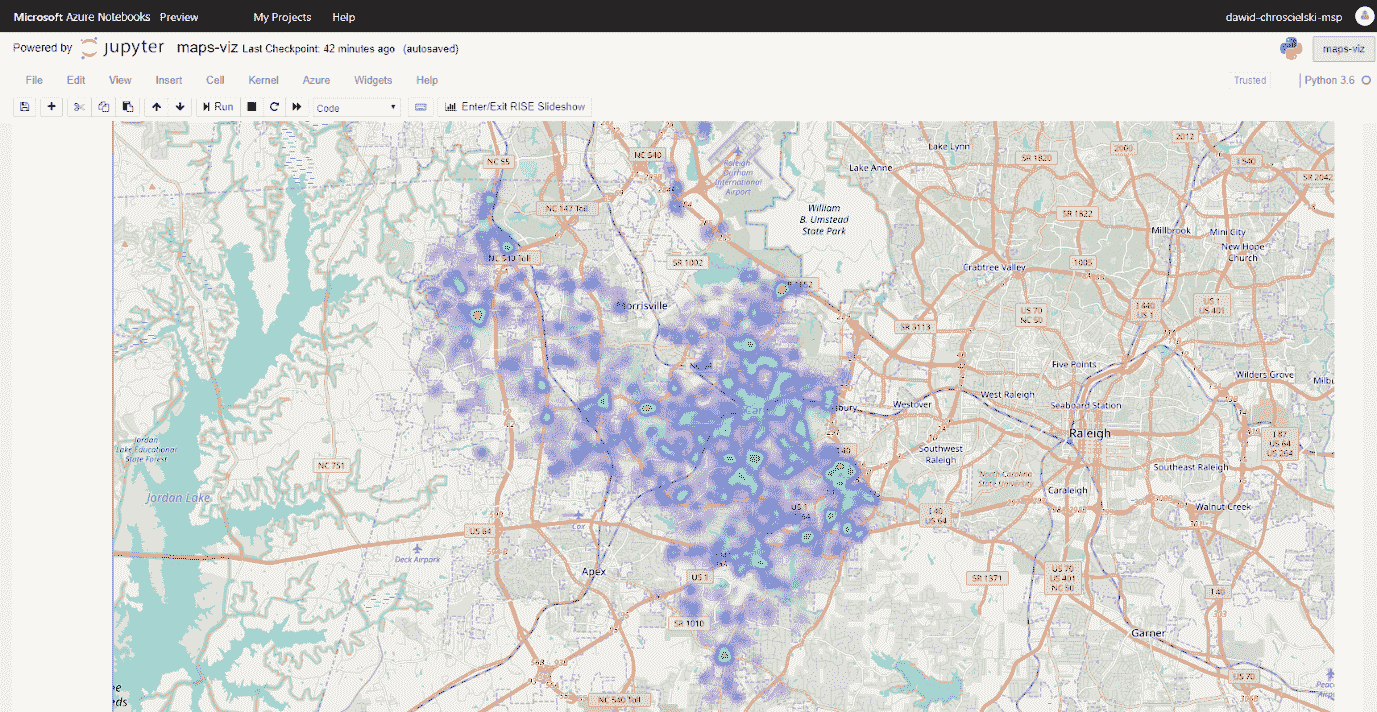 Microsoft Azure Notebooks Preview My Projects Help dawid-chroscielski-msp
Powered by jupyter maps-viz Last Checkpoint: 42 minutes ago (autosaved) maps-viz
File Edit View Insert Cell Kernel Azure Widgets Help Trusted Python 3.6
Run Code Enter/Exit RISE Slideshow
2012
Lake Lynn
2000
NC 55
NC 540
SR 1820
I 540
Lake Anne
Raleigh
Durham
International
Airport
SR 2042
NC 147 Toll
William
B. Umstead
State Park
SR 1822
Millbrook
Mini City
New Hope
Church
NC 540 Toll
SR 1002
Crabtree Valley
1005
Morrisville
US 70
NC 50
I 440
US 1
US 1
US 401
SR 3113
Five Points
Wilders Grove
West Raleigh
Westover
Seaboard Station
Raleigh
I 87
US 64
US 264
Jordan
Lake Educational
State Forest
NC 751
I 40
Southwest
Raleigh
Southeast Raleigh
North Carolina
State University
Jordan Lake
Caraleigh
US 1
64
Walnut Creek
I 40
US 64
US 64
Cox
Deck Airpark
Apex
US 1
SR 1371
US 70
US 401
NC 50
I 40
SR 1010
Garner
US 70
NC 540 Toll